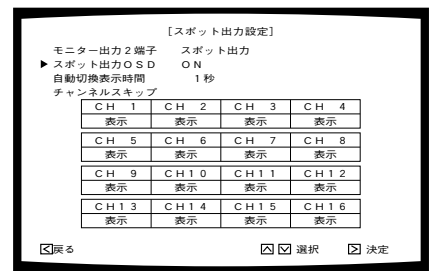 [スポット出力設定]
モニター出力2端子 スポット出力
▶ スポット出力OSD ON
自動切換表示時間 1秒
チャンネルスキップ
CH 1 CH 2 CH 3 CH 4
表示 表示 表示 表示
CH 5 CH 6 CH 7 CH 8
表示 表示 表示 表示
CH 9 CH10 CH11 CH12
表示 表示 表示 表示
CH13 CH14 CH15 CH16
表示 表示 表示 表示
<戻る ∧ ∨ 選択 > 決定